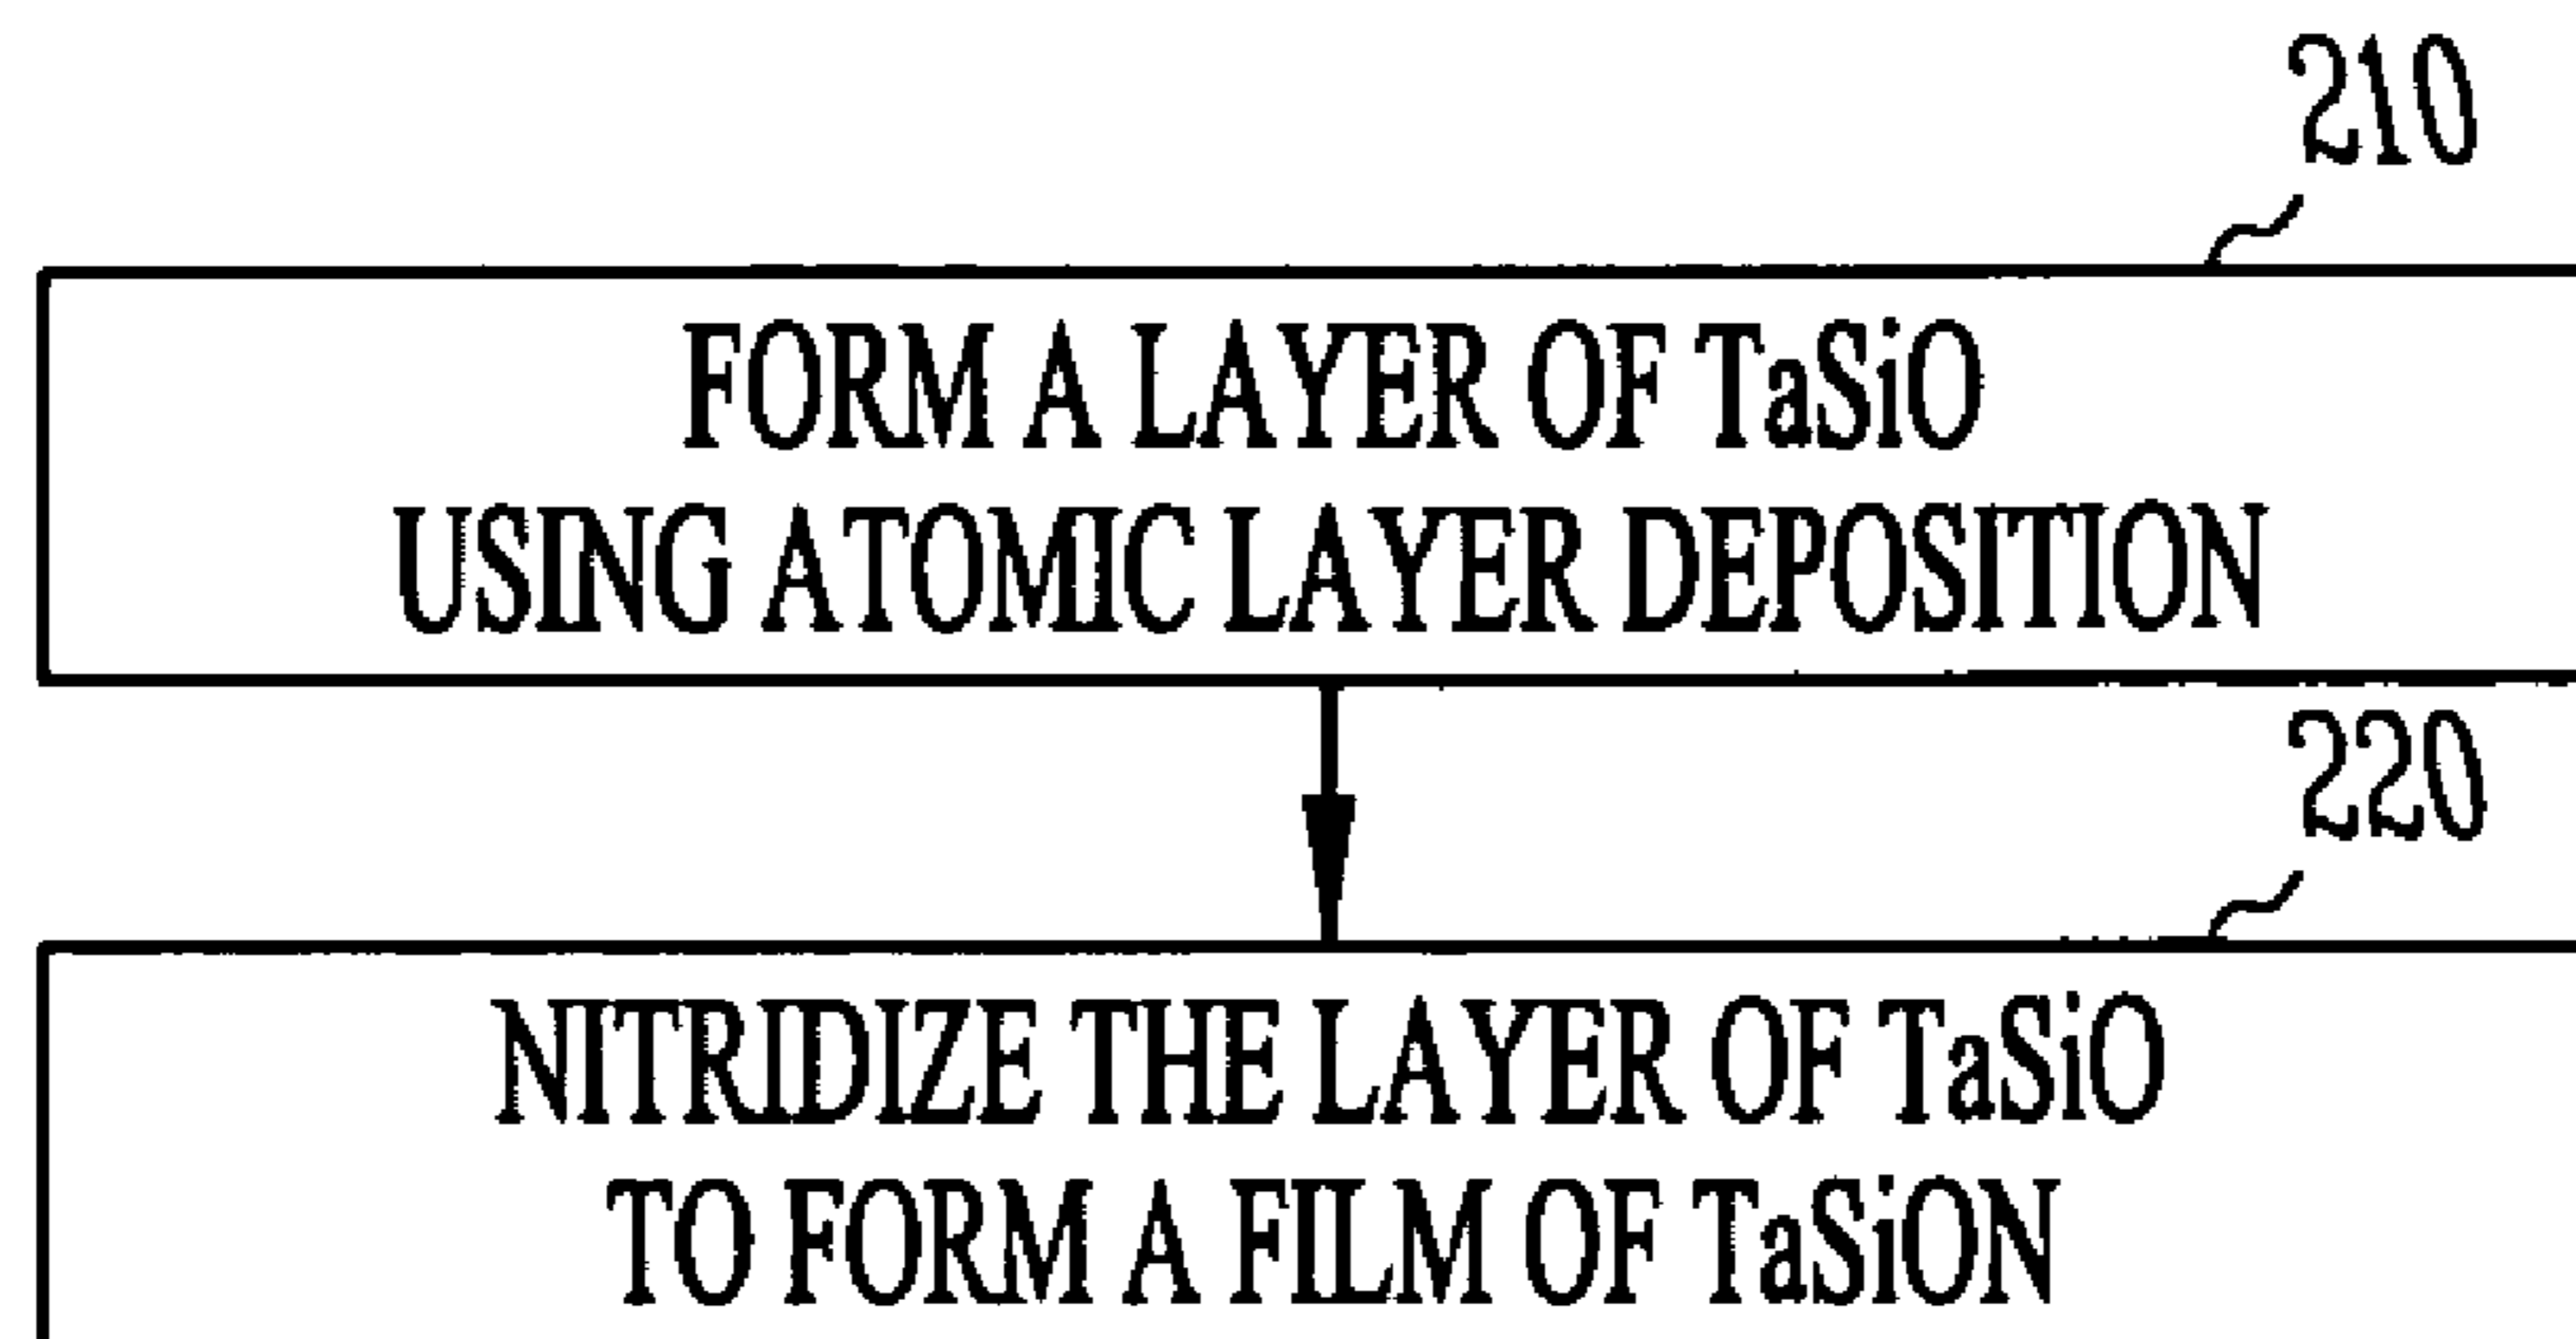 210
FORM A LAYER OF TaSiO
USING ATOMIC LAYER DEPOSITION
220
NITRIDIZE THE LAYER OF TaSiO
TO FORM A FILM OF TaSiON